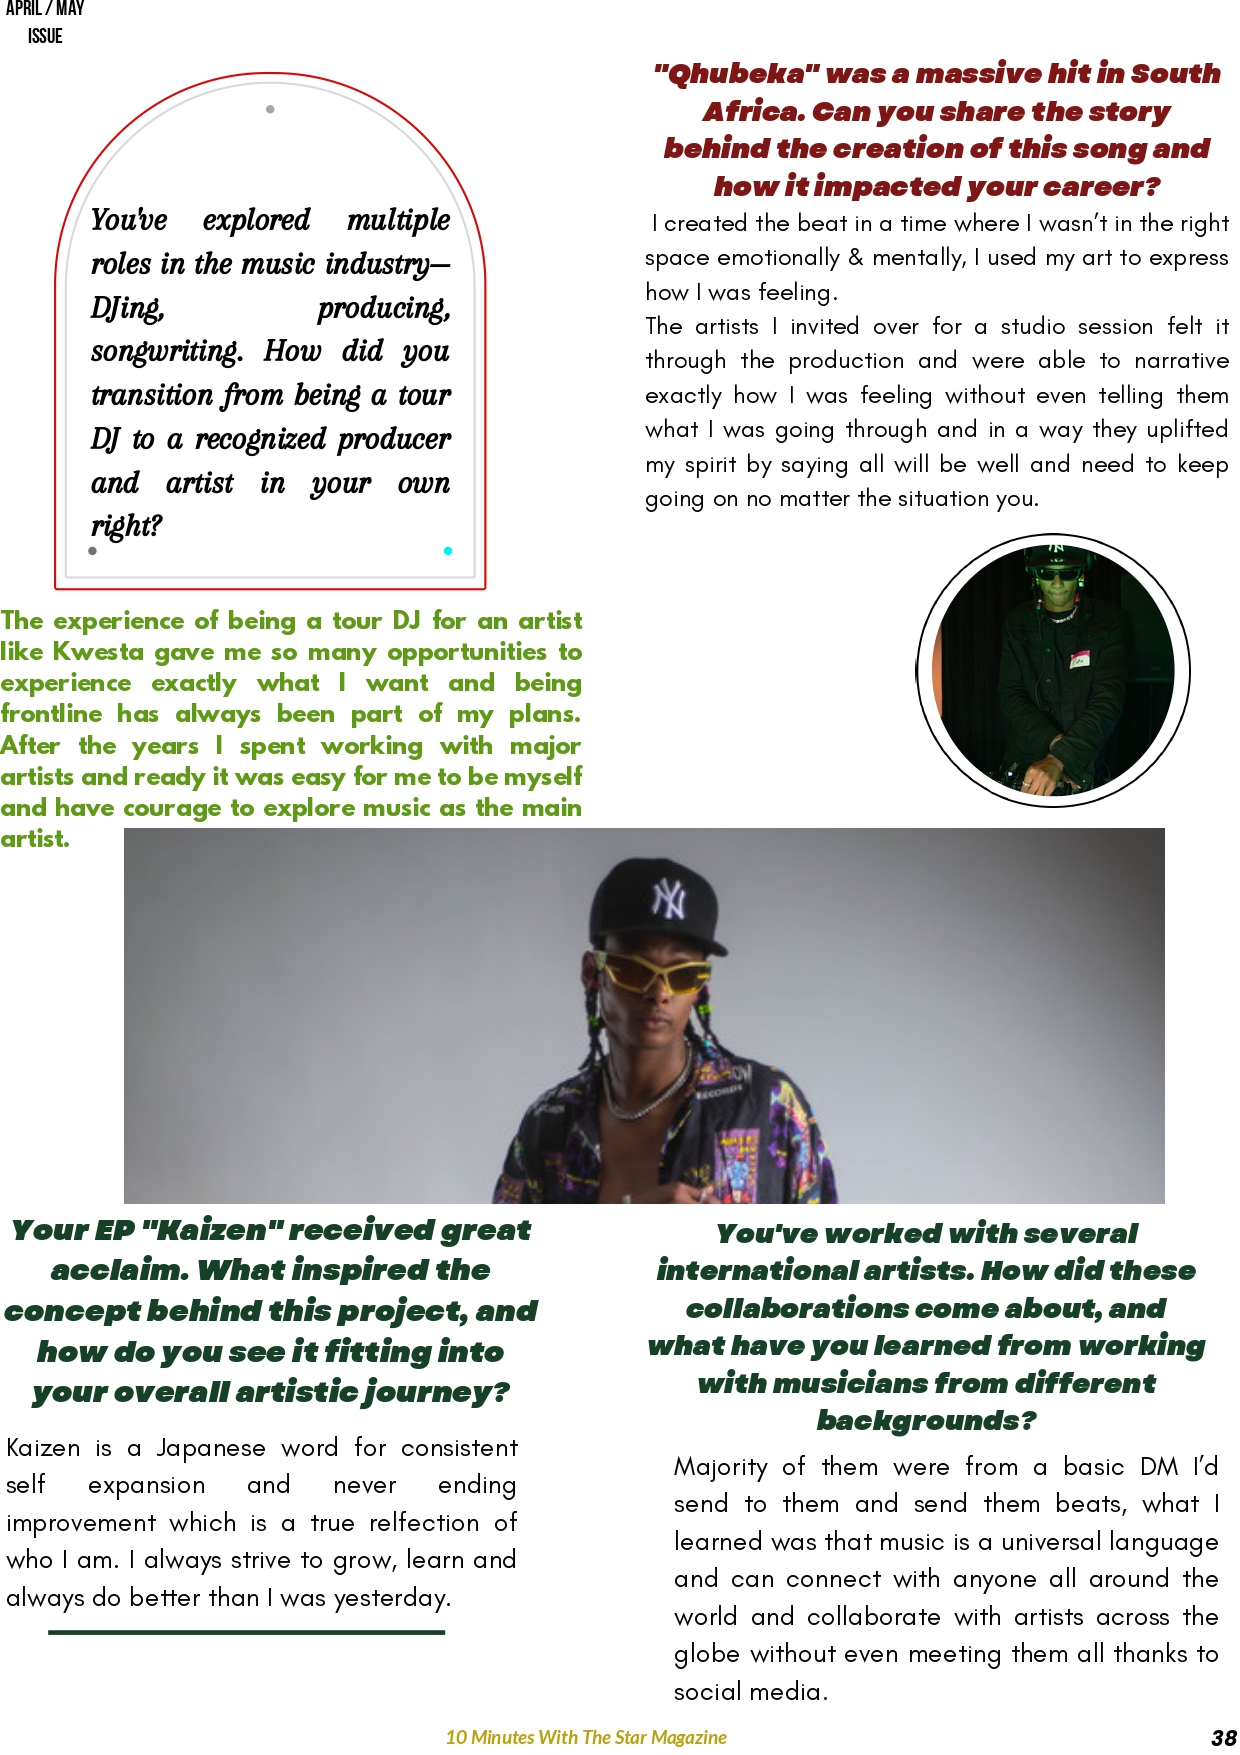 APRIL / MAY
ISSUE
You've explored multiple
roles in the music industry—
DJing, producing,
songwriting. How did you
transition from being a tour
DJ to a recognized producer
and artist in your own
right?
The experience of being a tour DJ for an artist
like Kwesta gave me so many opportunities to
experience exactly what I want and being
frontline has always been part of my plans.
After the years I spent working with major
artists and ready it was easy for me to be myself
and have courage to explore music as the main
artist.
"Qhubeka" was a massive hit in South
Africa. Can you share the story
behind the creation of this song and
how it impacted your career?
I created the beat in a time where I wasn't in the right
space emotionally & mentally, I used my art to express
how I was feeling.
The artists I invited over for a studio session felt it
through the production and were able to narrative
exactly how I was feeling without even telling them
what I was going through and in a way they uplifted
my spirit by saying all will be well and need to keep
going on no matter the situation you.
NY
RECORDS
Your EP "Kaizen" received great
acclaim. What inspired the
concept behind this project, and
how do you see it fitting into
your overall artistic journey?
Kaizen is a Japanese word for consistent
self expansion and never ending
improvement which is a true relfection of
who I am. I always strive to grow, learn and
always do better than I was yesterday.
You've worked with several
international artists. How did these
collaborations come about, and
what have you learned from working
with musicians from different
backgrounds?
Majority of them were from a basic DM I'd
send to them and send them beats, what I
learned was that music is a universal language
and can connect with anyone all around the
world and collaborate with artists across the
globe without even meeting them all thanks to
social media.
10 Minutes With The Star Magazine
38